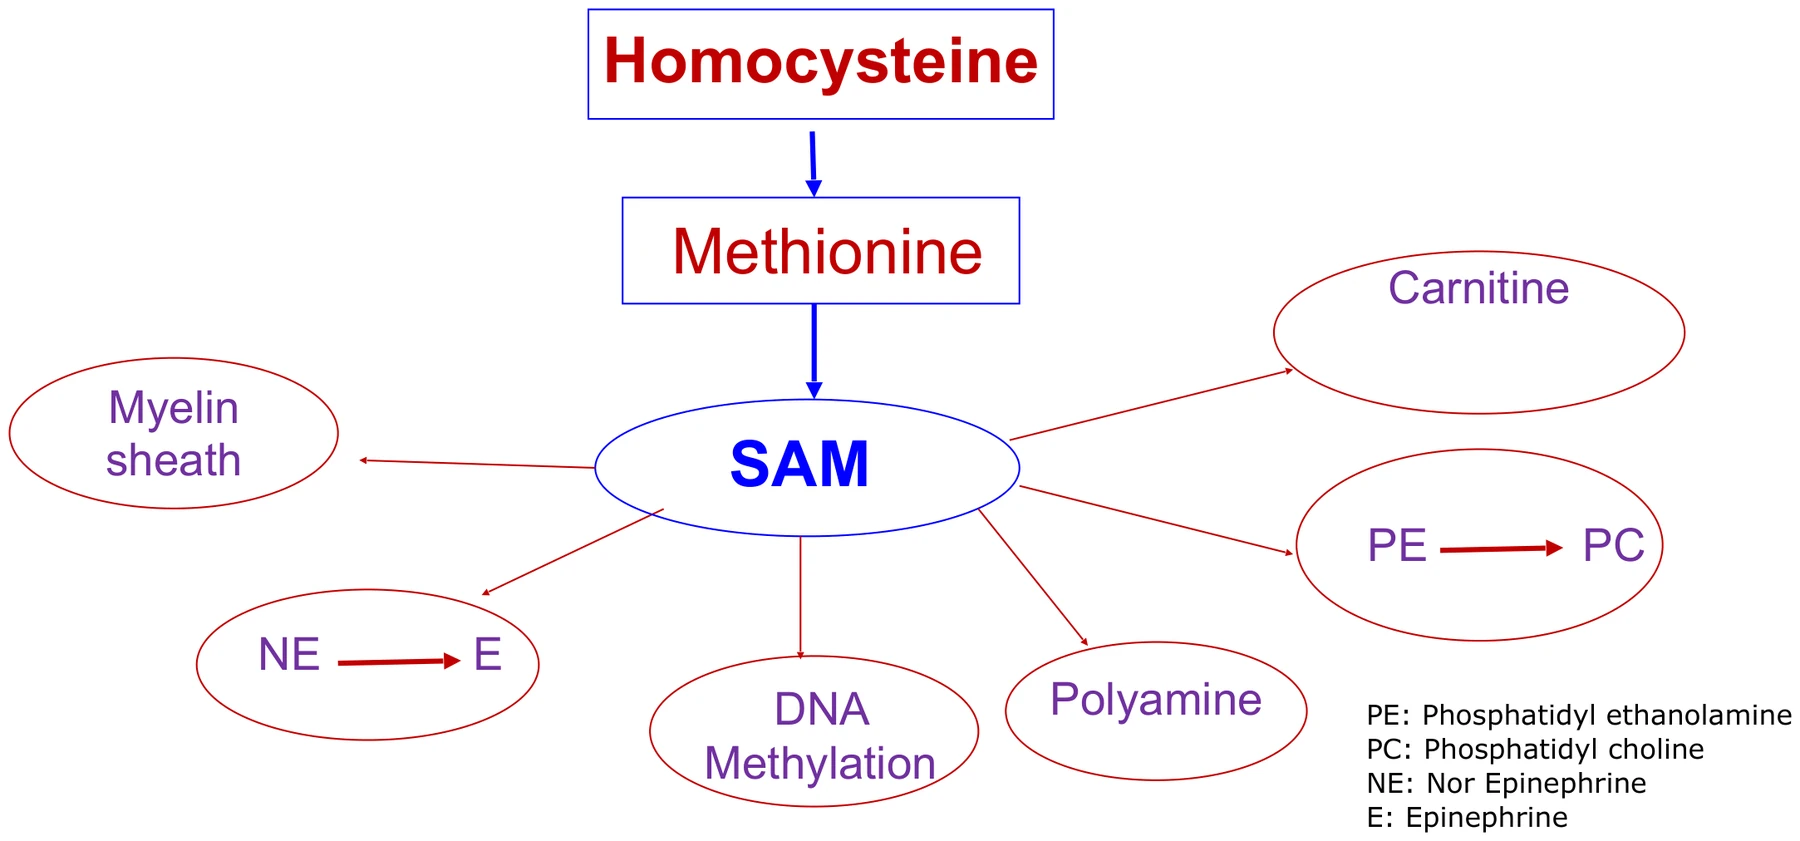 Homocysteine
Methionine
Carnitine
Myelin
sheath
SAM
PE PC
NE E
DNA
Methylation
Polyamine
PE: Phosphatidyl ethanolamine
PC: Phosphatidyl choline
NE: Nor Epinephrine
E: Epinephrine